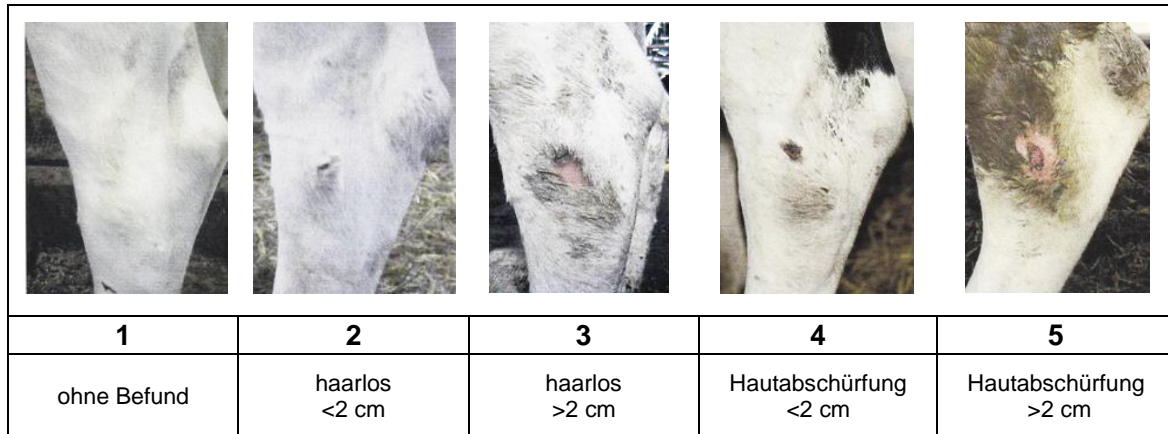 1
2
3
4
5
ohne Befund
haarlos
<2 cm
haarlos
>2 cm
Hautabschürfung
<2 cm
Hautabschürfung
>2 cm